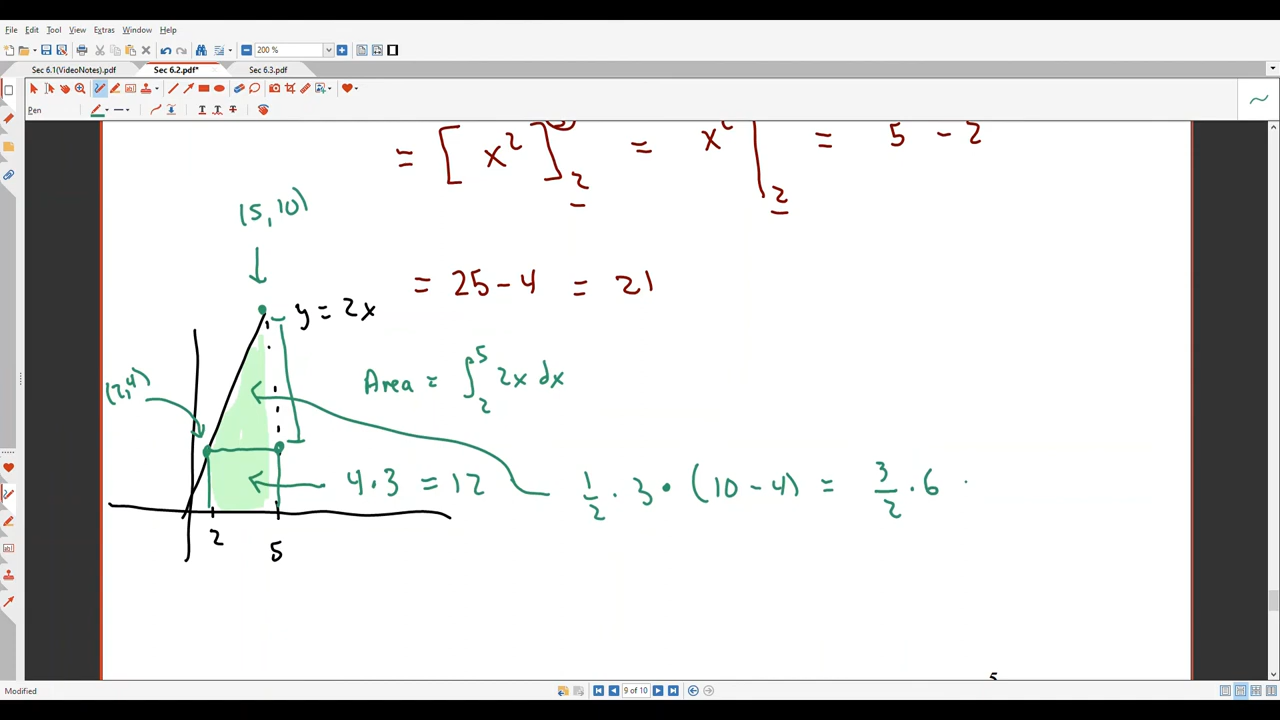 File Edit Tool View Extras Window Help
200 %
Sec 6.1(VideoNotes).pdf Sec 6.2.pdf* Sec 6.3.pdf
Pen
= [x²]₂ = x² |₂ = 5 - 2
(5, 10)
= 25 - 4 = 21
y = 2x
(2,4)
Area = ∫₂⁵ 2x dx
4 · 3 = 12
1/2 · 3 · (10 - 4) = 3/2 · 6
2
5
Modified
9 of 10